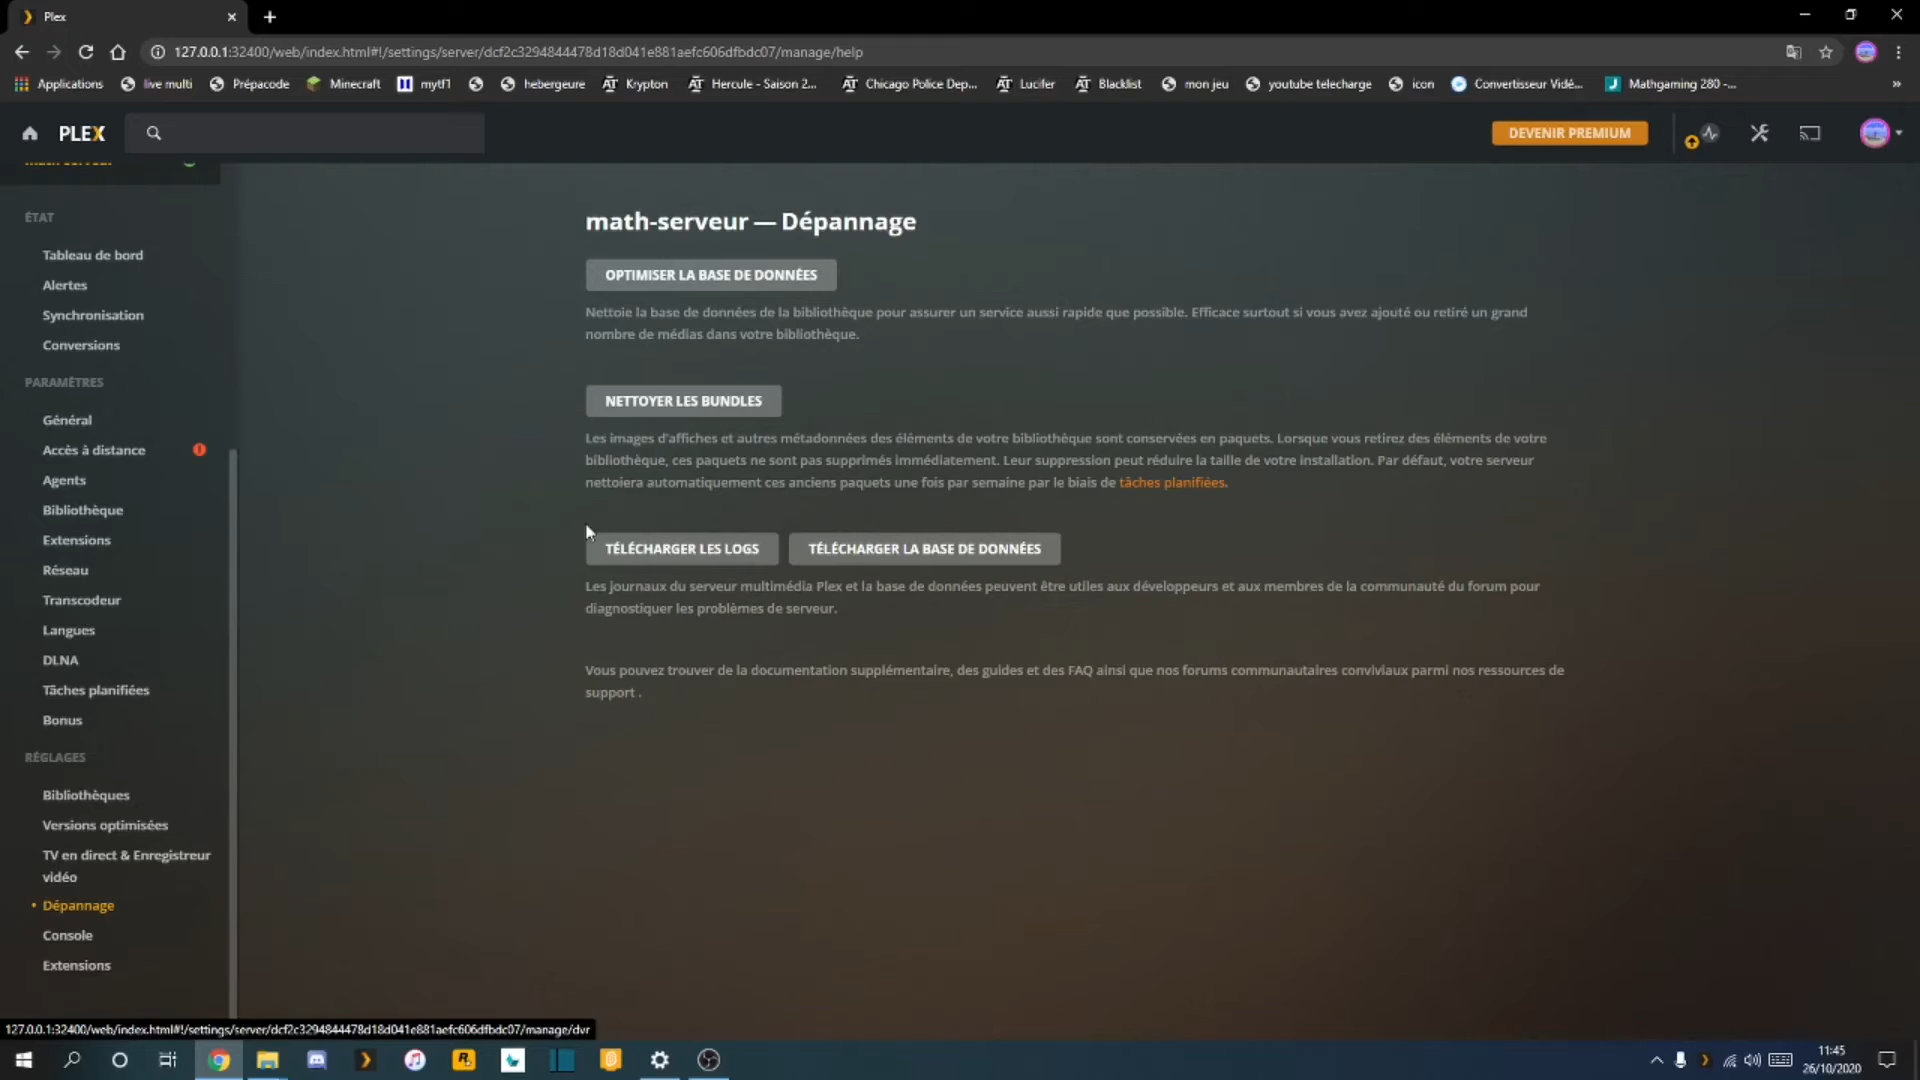 Plex
127.0.0.1:32400/web/index.html#!/settings/server/dcf2c3294844478d18d041e881aefc606dfbdc07/manage/help
Applications
live multi
Prépacode
Minecraft
mytf1
hebergeure
Krypton
Hercule - Saison 2...
Chicago Police Dep...
Lucifer
Blacklist
mon jeu
youtube telecharge
icon
Convertisseur Vidé...
Mathgaming 280 -...
PLEX
DEVENIR PREMIUM
ÉTAT
Tableau de bord
Alertes
Synchronisation
Conversions
PARAMÈTRES
Général
Accès à distance
Agents
Bibliothèque
Extensions
Réseau
Transcodeur
Langues
DLNA
Tâches planifiées
Bonus
RÉGLAGES
Bibliothèques
Versions optimisées
TV en direct & Enregistreur
vidéo
Dépannage
Console
Extensions
math-serveur — Dépannage
OPTIMISER LA BASE DE DONNÉES
Nettoie la base de données de la bibliothèque pour assurer un service aussi rapide que possible. Efficace surtout si vous avez ajouté ou retiré un grand
nombre de médias dans votre bibliothèque.
NETTOYER LES BUNDLES
Les images d'affiches et autres métadonnées des éléments de votre bibliothèque sont conservées en paquets. Lorsque vous retirez des éléments de votre
bibliothèque, ces paquets ne sont pas supprimés immédiatement. Leur suppression peut réduire la taille de votre installation. Par défaut, votre serveur
nettoiera automatiquement ces anciens paquets une fois par semaine par le biais de tâches planifiées.
TÉLÉCHARGER LES LOGS
TÉLÉCHARGER LA BASE DE DONNÉES
Les journaux du serveur multimédia Plex et la base de données peuvent être utiles aux développeurs et aux membres de la communauté du forum pour
diagnostiquer les problèmes de serveur.
Vous pouvez trouver de la documentation supplémentaire, des guides et des FAQ ainsi que nos forums communautaires conviviaux parmi nos ressources de
support .
127.0.0.1:32400/web/index.html#!/settings/server/dcf2c3294844478d18d041e881aefc606dfbdc07/manage/dvr
11:45
26/10/2020